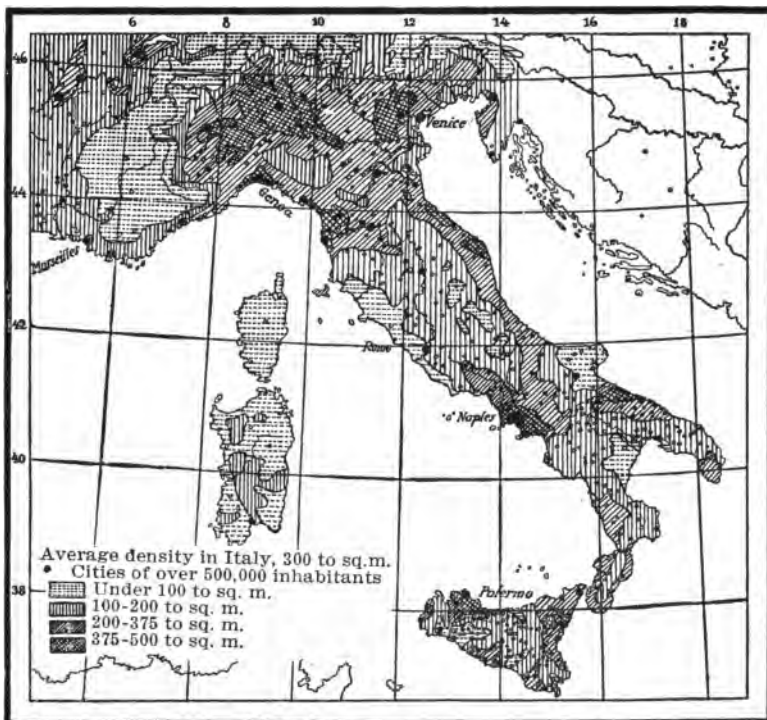 6 8 10 12 14 16 18
46
44
42
40
38
Venice
Genoa
Marseilles
Rome
Naples
Palermo
Average density in Italy, 300 to sq.m.
Cities of over 500,000 inhabitants
Under 100 to sq. m.
100-200 to sq. m.
200-375 to sq. m.
375-500 to sq. m.